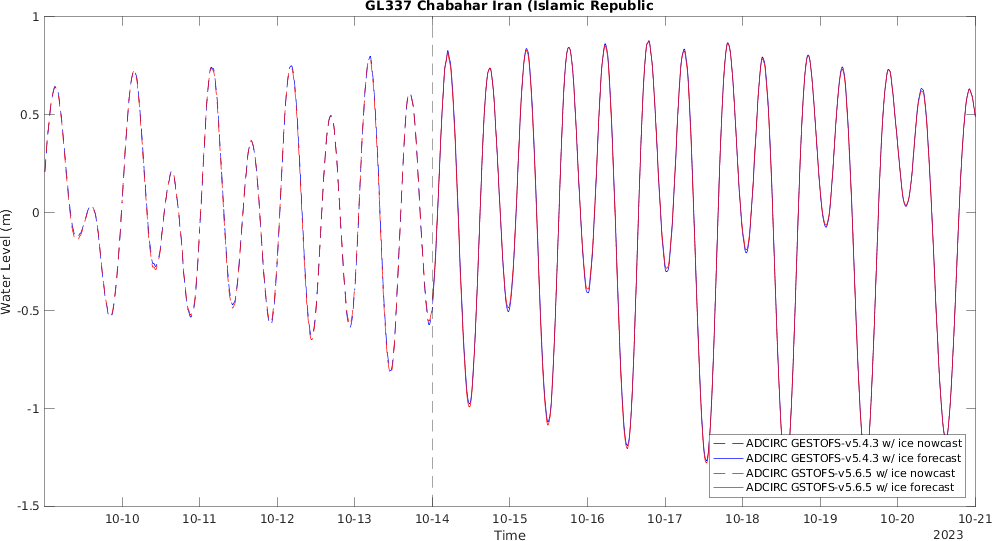 GL337 Chabahar Iran (Islamic Republic
Water Level (m)
1
0.5
0
-0.5
-1
-1.5
ADCIRC GESTOFS-v5.4.3 w/ ice nowcast
ADCIRC GESTOFS-v5.4.3 w/ ice forecast
ADCIRC GSTOFS-v5.6.5 w/ ice nowcast
ADCIRC GSTOFS-v5.6.5 w/ ice forecast
10-10 10-11 10-12 10-13 10-14 10-15 10-16 10-17 10-18 10-19 10-20 10-21
Time
2023